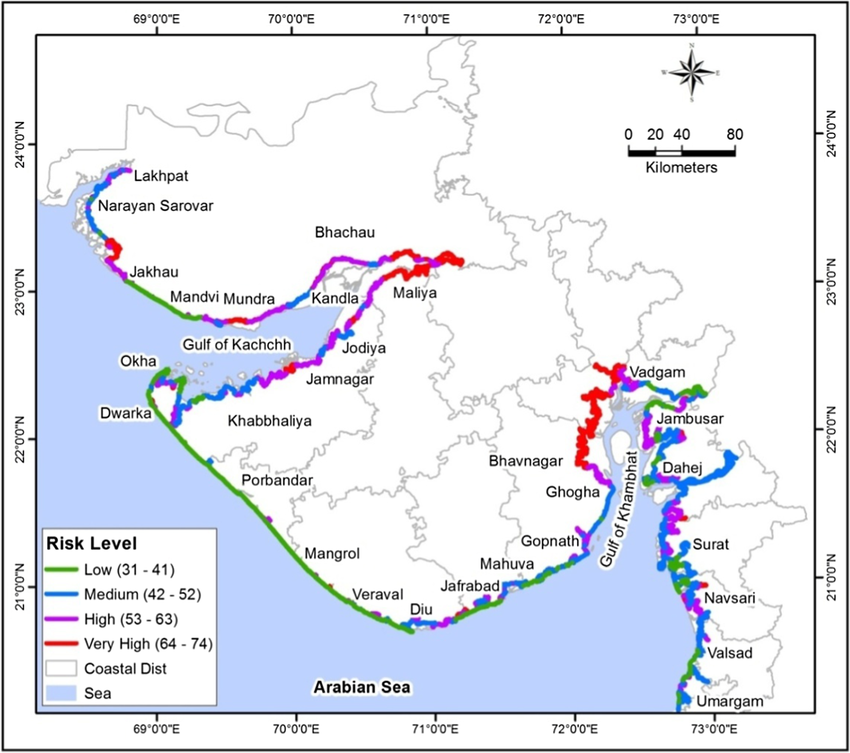 69°0'0"E 70°0'0"E 71°0'0"E 72°0'0"E 73°0'0"E
N
W E
S
24°0'0"N
24°0'0"N
0 20 40 80
Kilometers
Lakhpat
Narayan Sarovar
Bhachau
Jakhau
23°0'0"N
23°0'0"N
Mandvi Mundra Kandla Maliya
Gulf of Kachchh
Jodiya
Okha
Jamnagar
Vadgam
Dwarka
Khabbhaliya
Jambusar
22°0'0"N
22°0'0"N
Bhavnagar
Dahej
Porbandar
Ghogha
Gulf of Khambhat
Gopnath
Surat
Mangrol
Mahuva
Jafrabad
21°0'0"N
21°0'0"N
Veraval
Diu
Navsari
Valsad
Umargam
Arabian Sea
Risk Level
Low (31 - 41)
Medium (42 - 52)
High (53 - 63)
Very High (64 - 74)
Coastal Dist
Sea
69°0'0"E 70°0'0"E 71°0'0"E 72°0'0"E 73°0'0"E